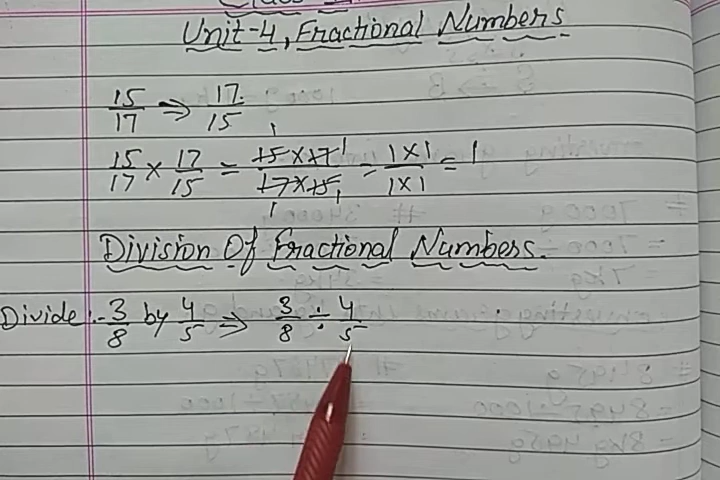 Unit-4, Fractional Numbers
15/17 ⇒ 17/15
15/17 × 17/15 = 15×17/17×15 = 1×1/1×1 = 1
Division Of Fractional Numbers.
Divide:- 3/8 by 4/5 ⇒ 3/8 ÷ 4/5